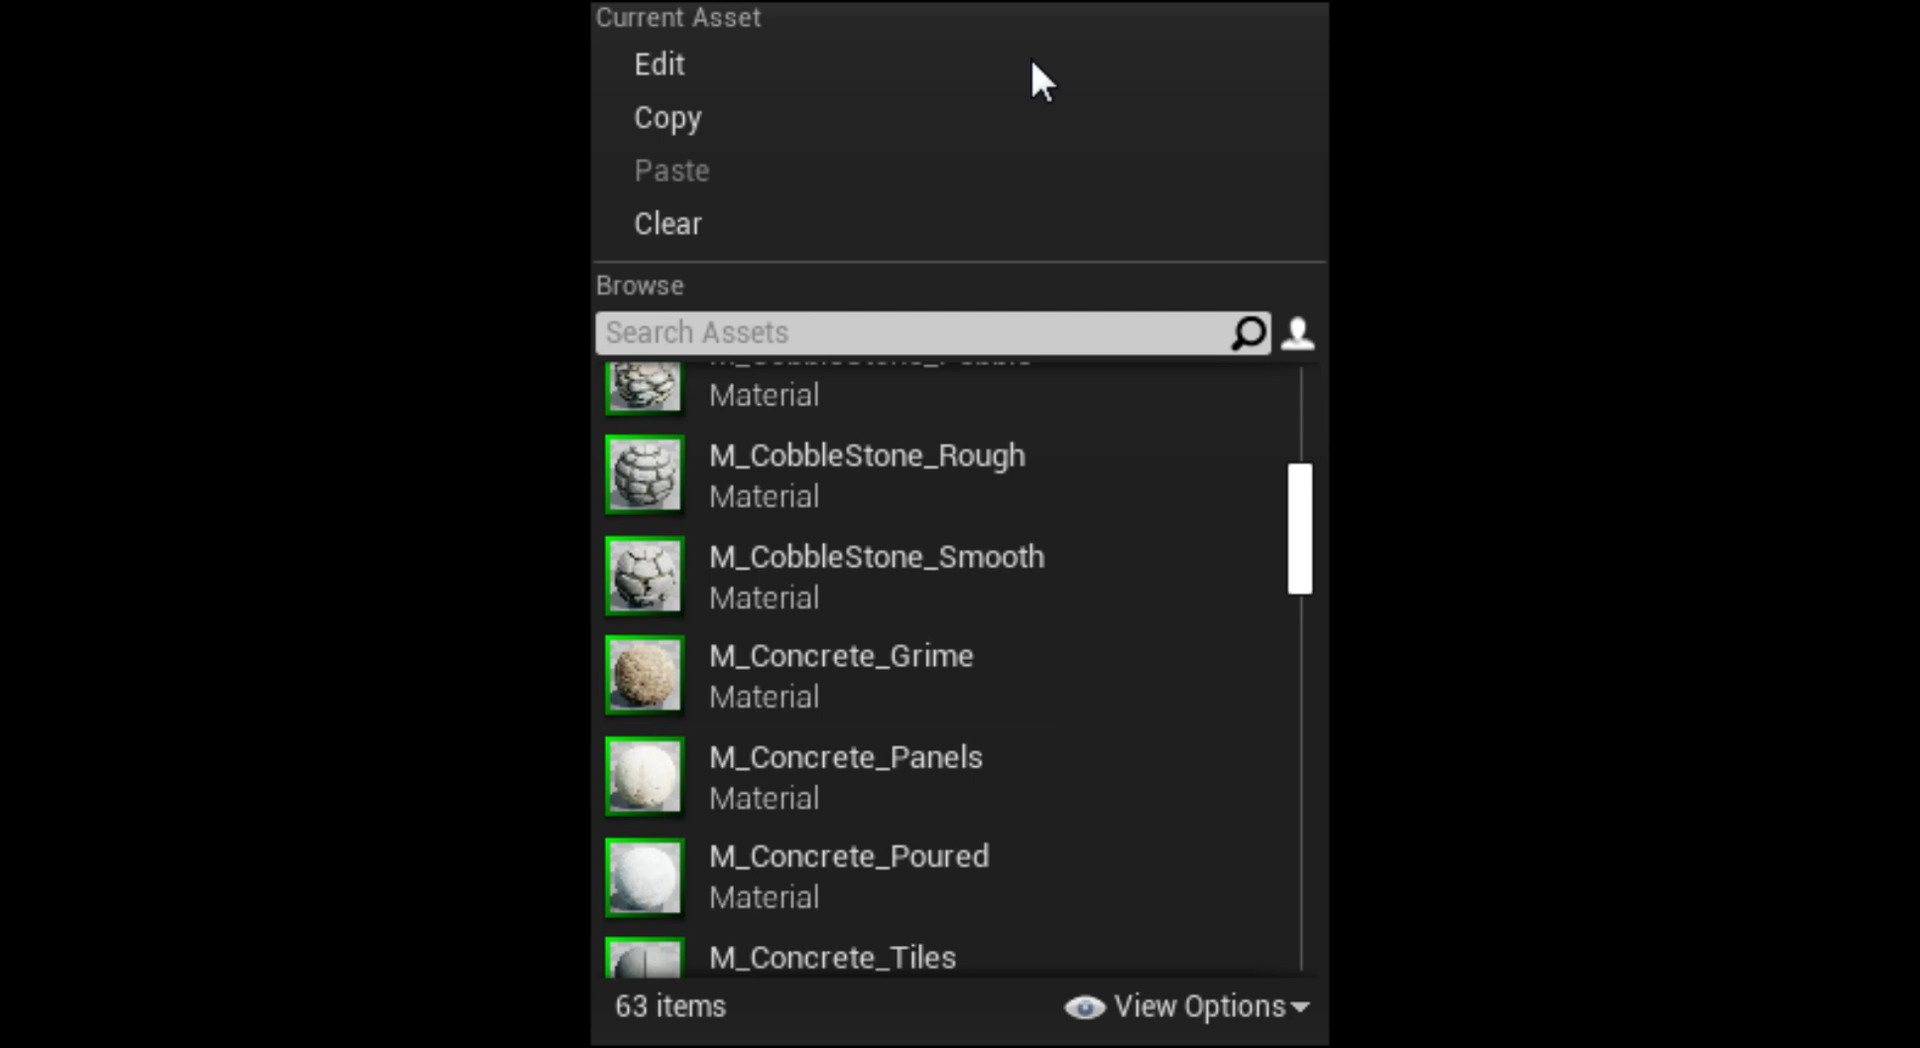 Current Asset
Edit
Copy
Paste
Clear
Browse
Search Assets
Material
M_CobbleStone_Rough
Material
M_CobbleStone_Smooth
Material
M_Concrete_Grime
Material
M_Concrete_Panels
Material
M_Concrete_Poured
Material
M_Concrete_Tiles
63 items
View Options